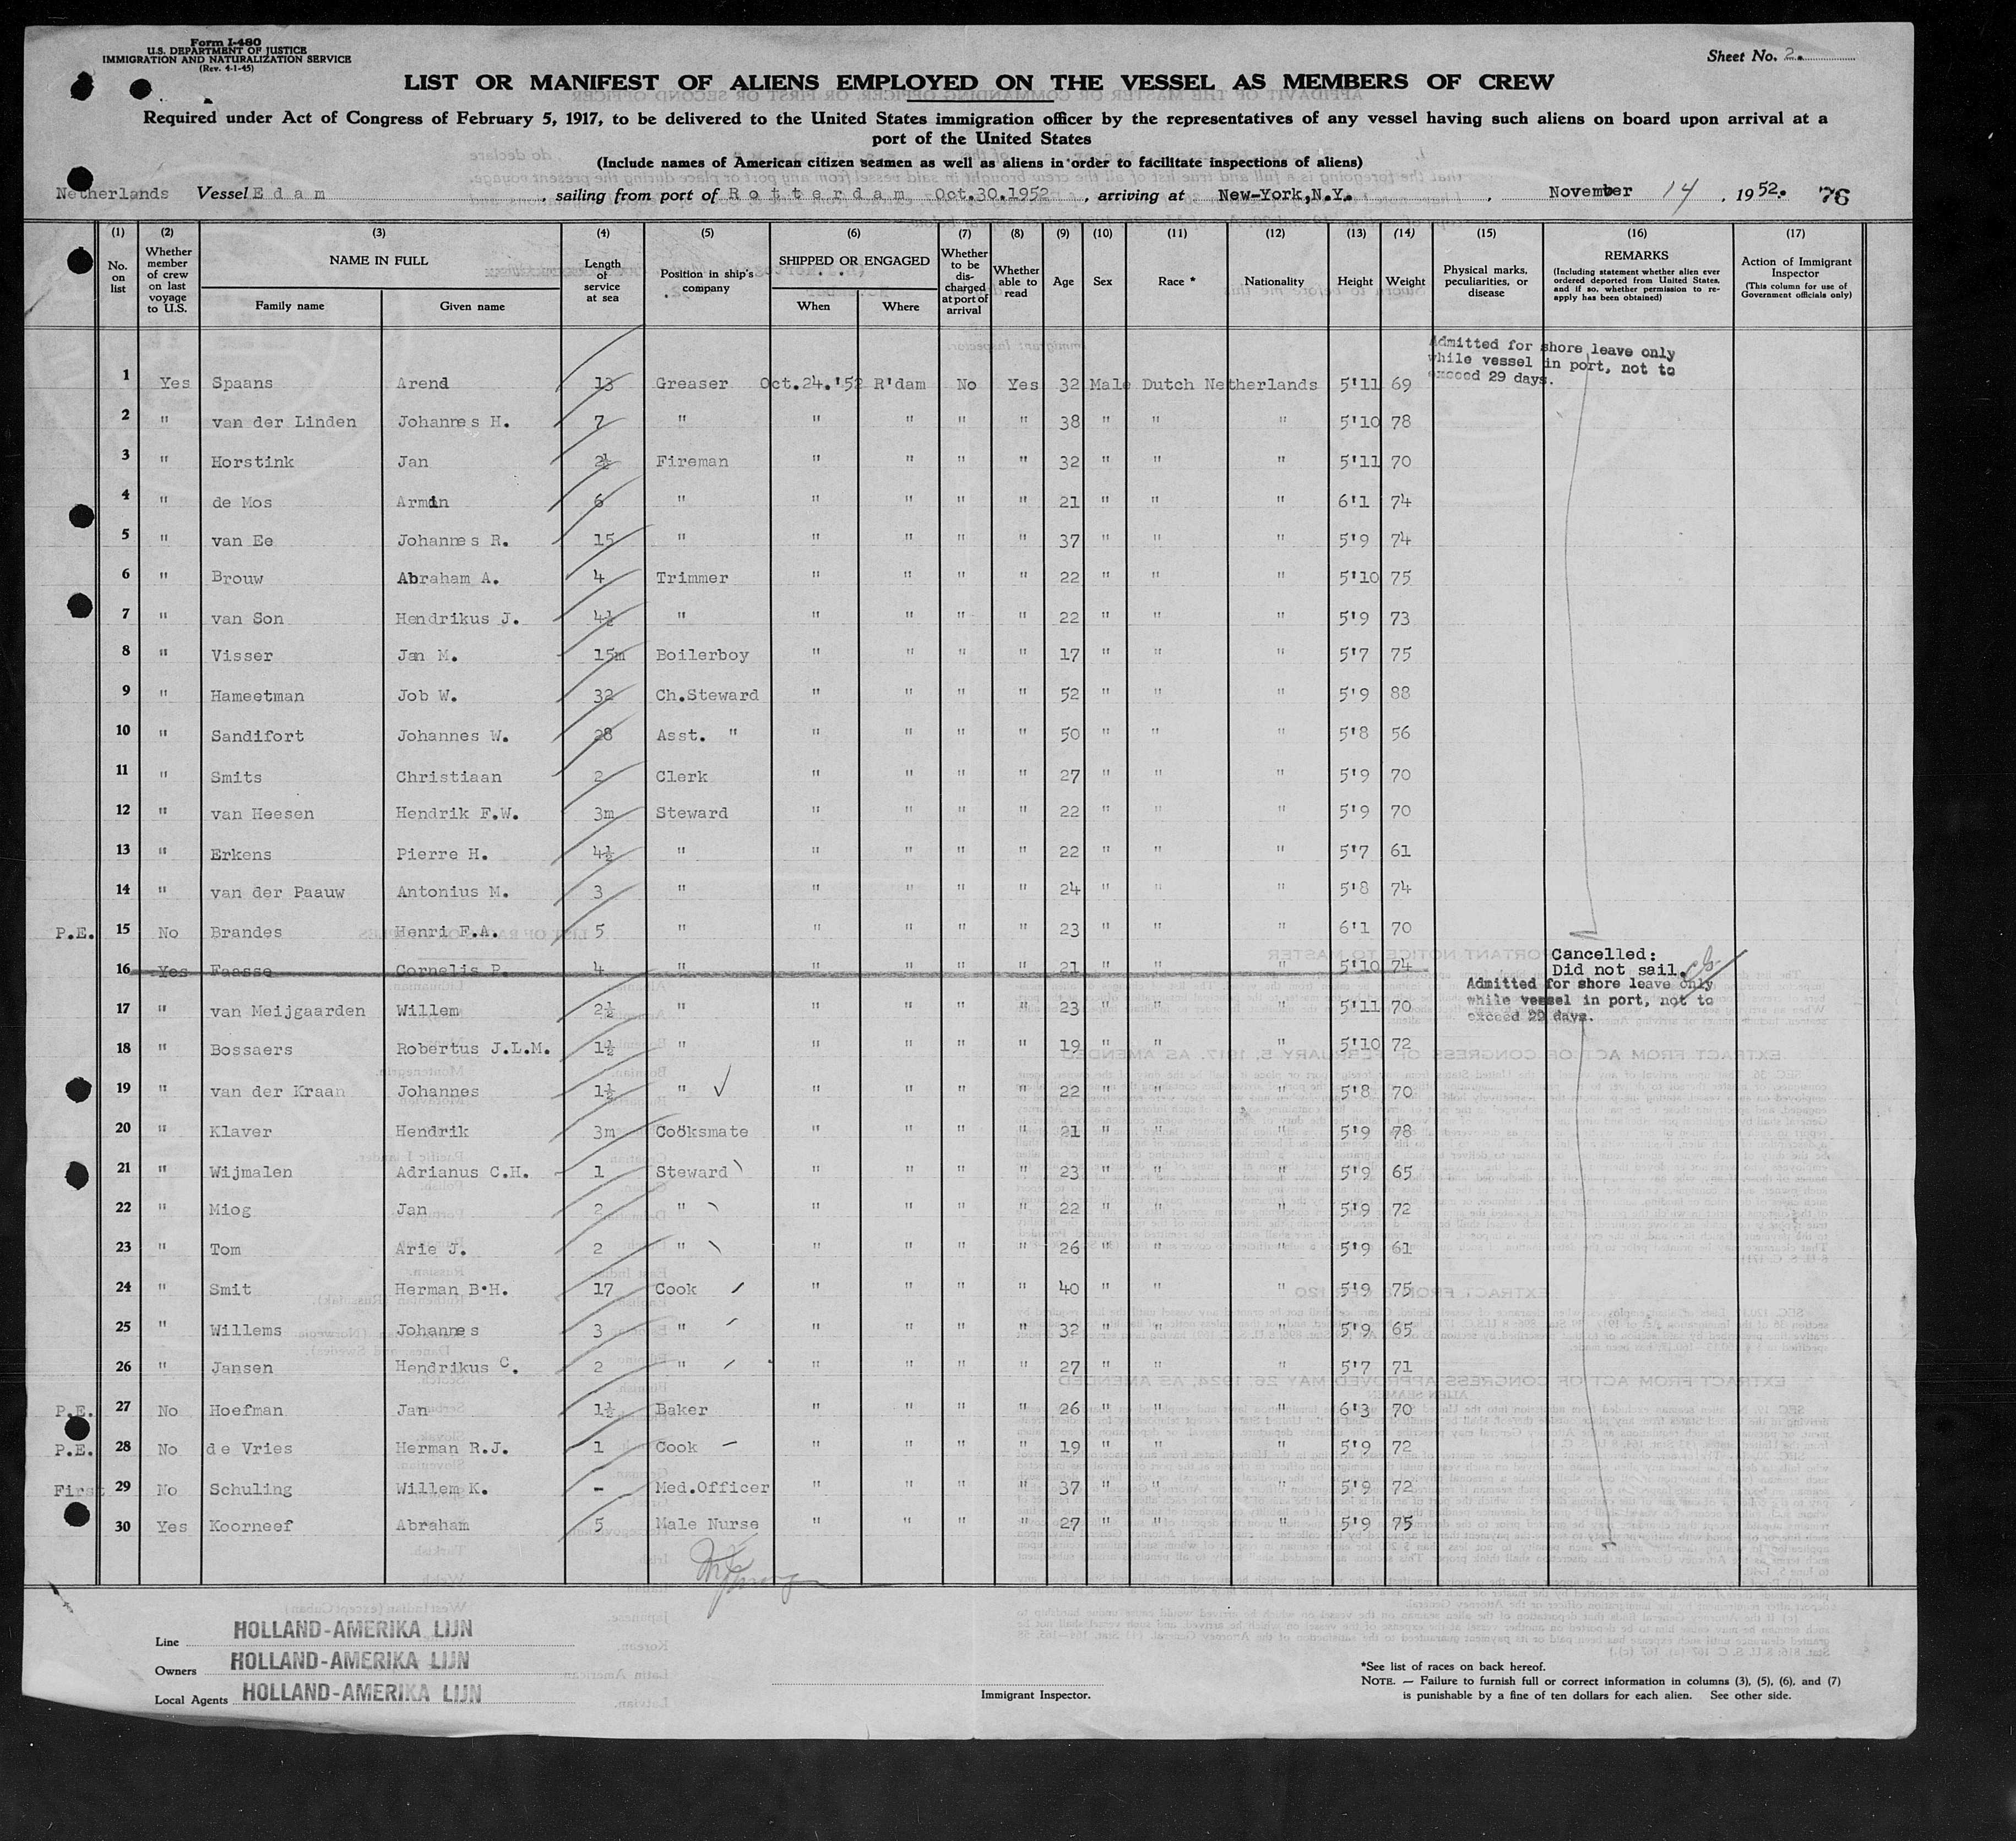 Form I-480
U.S. DEPARTMENT OF JUSTICE
IMMIGRATION AND NATURALIZATION SERVICE
(Rev. 4-1-45)
Sheet No. 2.
LIST OR MANIFEST OF ALIENS EMPLOYED ON THE VESSEL AS MEMBERS OF CREW
Required under Act of Congress of February 5, 1917, to be delivered to the United States immigration officer by the representatives of any vessel having such aliens on board upon arrival at a
port of the United States
(Include names of American citizen seamen as well as aliens in order to facilitate inspections of aliens)
Netherlands Vessel Edam, sailing from port of Rotterdam Oct.30.1952, arriving at New-York,N.Y., November 14, 1952. 76
(1) (2) (3) (4) (5) (6) (7) (8) (9) (10) (11) (12) (13) (14) (15) (16) (17)
No. on list
Whether member of crew on last voyage to U.S.
NAME IN FULL
Family name Given name
Length of service at sea
Position in ship's company
SHIPPED OR ENGAGED
When Where
Whether to be discharged at port of arrival
Whether able to read
Age Sex Race * Nationality Height Weight
Physical marks, peculiarities, or disease
REMARKS
(Including statement whether alien ever ordered deported from United States, and if so, whether permission to re-apply has been obtained)
Action of Immigrant Inspector
(This column for use of Government officials only)
Admitted for shore leave only
while vessel in port, not to
exceed 29 days.
1 Yes Spaans Arend 13 Greaser Oct.24.'52 R'dam No Yes 32 Male Dutch Netherlands 5'11 69
2 " van der Linden Johannes H. 7 " " " " " 38 " " " 5'10 78
3 " Horstink Jan 2½ Fireman " " " " 32 " " " 5'11 70
4 " de Mos Armin 6 " " " " " 21 " " " 6'1 74
5 " van Ee Johannes R. 15 " " " " " 37 " " " 5'9 74
6 " Brouw Abraham A. 4 Trimmer " " " " 22 " " " 5'10 75
7 " van Son Hendrikus J. 4½ " " " " " 22 " " " 5'9 73
8 " Visser Jan M. 15m Boilerboy " " " " 17 " " " 5'7 75
9 " Hameetman Job W. 32 Ch.Steward " " " " 52 " " " 5'9 88
10 " Sandifort Johannes W. 28 Asst. " " " " " 50 " " " 5'8 56
11 " Smits Christiaan 2 Clerk " " " " 27 " " " 5'9 70
12 " van Heesen Hendrik F.W. 3m Steward " " " " 22 " " " 5'9 70
13 " Erkens Pierre H. 4½ " " " " " 22 " " " 5'7 61
14 " van der Paauw Antonius M. 3 " " " " " 24 " " " 5'8 74
P.E. 15 No Brandes Henri F.A. 5 " " " " " 23 " " " 6'1 70
16 Yes Faasse Cornelis P. 4 " " " " " 21 " " " 5'10 74 Cancelled:
Did not sail.
Admitted for shore leave only
while vessel in port, not to
exceed 29 days.
17 " van Meijgaarden Willem 2½ " " " " " 23 " " " 5'11 70
18 " Bossaers Robertus J.L.M. 1½ " " " " " 19 " " " 5'10 72
19 " van der Kraan Johannes 1½ " " " " " 22 " " " 5'8 70
20 " Klaver Hendrik 3m Cooksmate " " " " 21 " " " 5'9 78
21 " Wijmalen Adrianus C.H. 1 Steward " " " " 23 " " " 5'9 65
22 " Miog Jan 2 " " " " " 22 " " " 5'9 72
23 " Tom Arie J. 2 " " " " " 26 " " " 5'9 61
24 " Smit Herman B.H. 17 Cook " " " " 40 " " " 5'9 75
25 " Willems Johannes 3 " " " " " 32 " " " 5'9 65
26 " Jansen Hendrikus C. 2 " " " " " 27 " " " 5'7 71
P.E. 27 No Hoefman Jan 1½ Baker " " " " 26 " " " 6'3 70
P.E. 28 No de Vries Herman R.J. 1 Cook " " " " 19 " " " 5'9 72
First 29 No Schuling Willem K. - Med.Officer " " " " 37 " " " 5'9 72
30 Yes Koorneef Abraham 5 Male Nurse " " " " 27 " " " 5'9 75
Line HOLLAND-AMERIKA LIJN
Owners HOLLAND-AMERIKA LIJN
Local Agents HOLLAND-AMERIKA LIJN
Immigrant Inspector.
*See list of races on back hereof.
NOTE. — Failure to furnish full or correct information in columns (3), (5), (6), and (7)
is punishable by a fine of ten dollars for each alien. See other side.